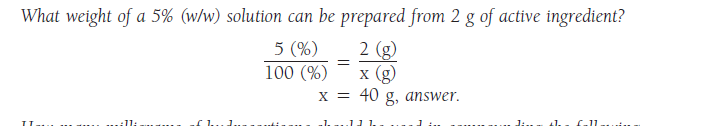 What weight of a 5% (w/w) solution can be prepared from 2 g of active ingredient?
5 (%) / 100 (%) = 2 (g) / x (g)
x = 40 g, answer.